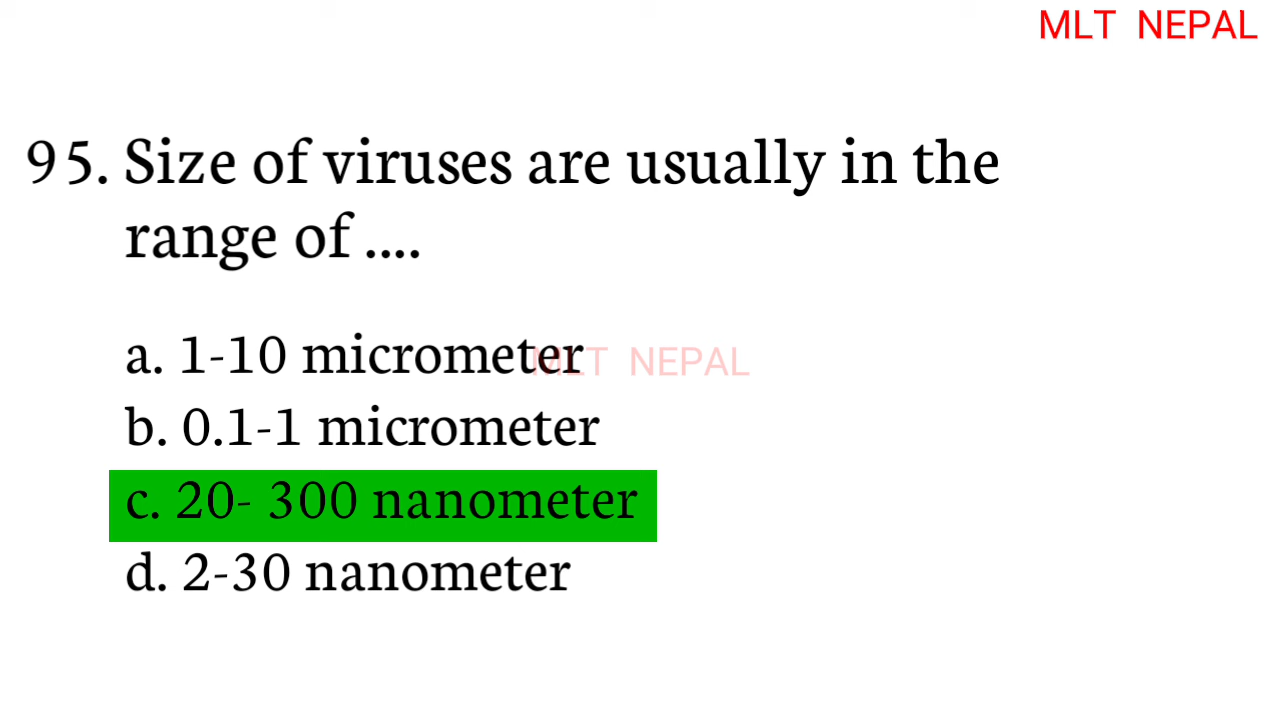 MLT NEPAL
95. Size of viruses are usually in the
range of ....
a. 1-10 micrometer
MLT NEPAL
b. 0.1-1 micrometer
c. 20- 300 nanometer
d. 2-30 nanometer